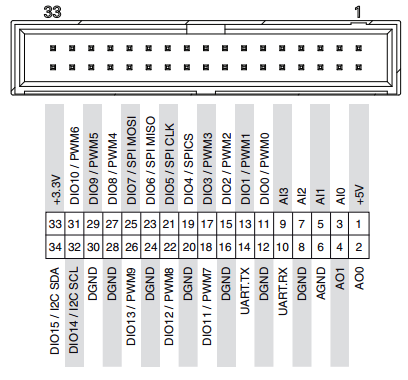 33 1
+3.3V DIO10 / PWM6 DIO9 / PWM5 DIO8 / PWM4 DIO7 / SPI MOSI DIO6 / SPI MISO DIO5 / SPI CLK DIO4 / SPICS DIO3 / PWM3 DIO2 / PWM2 DIO1 / PWM1 DIO0 / PWM0 AI3 AI2 AI1 AI0 +5V
33 31 29 27 25 23 21 19 17 15 13 11 9 7 5 3 1
34 32 30 28 26 24 22 20 18 16 14 12 10 8 6 4 2
DIO15 / I2C SDA DIO14 / I2C SCL DGND DGND DIO13 / PWM9 DGND DIO12 / PWM8 DGND DIO11 / PWM7 DGND UART.TX DGND UART.RX DGND AGND AO1 AO0